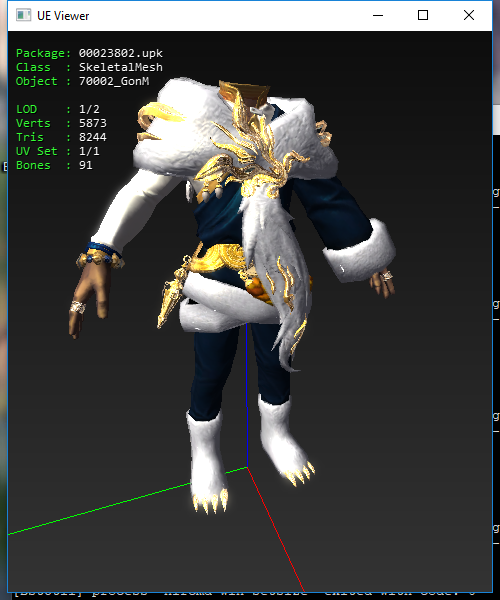 UE Viewer
Package: 00023802.upk
Class  : SkeletalMesh
Object : 70002_GonM
LOD    : 1/2
Verts  : 5873
Tris   : 8244
UV Set : 1/1
Bones  : 91